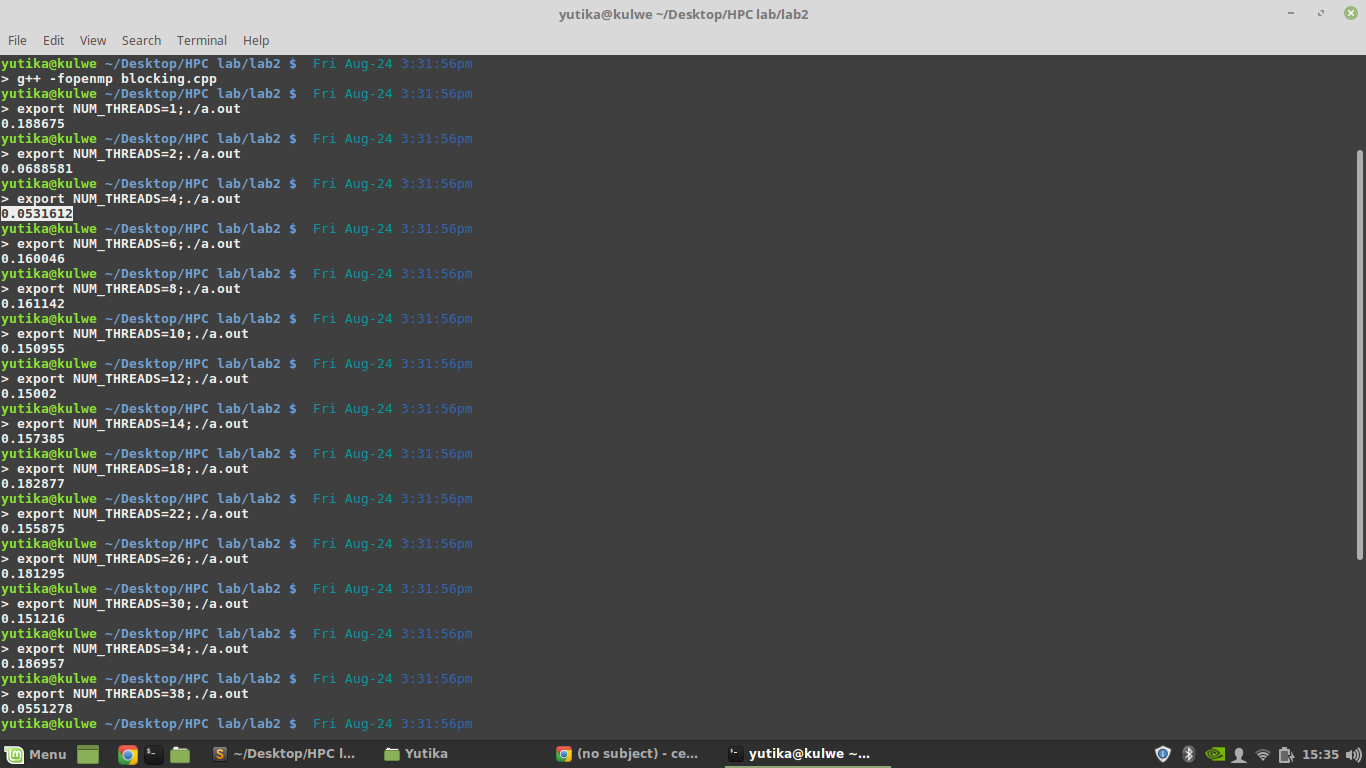 yutika@kulwe ~/Desktop/HPC lab/lab2
File Edit View Search Terminal Help
yutika@kulwe ~/Desktop/HPC lab/lab2 $  Fri Aug-24 3:31:56pm
> g++ -fopenmp blocking.cpp
yutika@kulwe ~/Desktop/HPC lab/lab2 $  Fri Aug-24 3:31:56pm
> export NUM_THREADS=1;./a.out
0.188675
yutika@kulwe ~/Desktop/HPC lab/lab2 $  Fri Aug-24 3:31:56pm
> export NUM_THREADS=2;./a.out
0.0688581
yutika@kulwe ~/Desktop/HPC lab/lab2 $  Fri Aug-24 3:31:56pm
> export NUM_THREADS=4;./a.out
0.0531612
yutika@kulwe ~/Desktop/HPC lab/lab2 $  Fri Aug-24 3:31:56pm
> export NUM_THREADS=6;./a.out
0.160046
yutika@kulwe ~/Desktop/HPC lab/lab2 $  Fri Aug-24 3:31:56pm
> export NUM_THREADS=8;./a.out
0.161142
yutika@kulwe ~/Desktop/HPC lab/lab2 $  Fri Aug-24 3:31:56pm
> export NUM_THREADS=10;./a.out
0.150955
yutika@kulwe ~/Desktop/HPC lab/lab2 $  Fri Aug-24 3:31:56pm
> export NUM_THREADS=12;./a.out
0.15002
yutika@kulwe ~/Desktop/HPC lab/lab2 $  Fri Aug-24 3:31:56pm
> export NUM_THREADS=14;./a.out
0.157385
yutika@kulwe ~/Desktop/HPC lab/lab2 $  Fri Aug-24 3:31:56pm
> export NUM_THREADS=18;./a.out
0.182877
yutika@kulwe ~/Desktop/HPC lab/lab2 $  Fri Aug-24 3:31:56pm
> export NUM_THREADS=22;./a.out
0.155875
yutika@kulwe ~/Desktop/HPC lab/lab2 $  Fri Aug-24 3:31:56pm
> export NUM_THREADS=26;./a.out
0.181295
yutika@kulwe ~/Desktop/HPC lab/lab2 $  Fri Aug-24 3:31:56pm
> export NUM_THREADS=30;./a.out
0.151216
yutika@kulwe ~/Desktop/HPC lab/lab2 $  Fri Aug-24 3:31:56pm
> export NUM_THREADS=34;./a.out
0.186957
yutika@kulwe ~/Desktop/HPC lab/lab2 $  Fri Aug-24 3:31:56pm
> export NUM_THREADS=38;./a.out
0.0551278
yutika@kulwe ~/Desktop/HPC lab/lab2 $  Fri Aug-24 3:31:56pm
Menu ~/Desktop/HPC l... Yutika (no subject) - ce... yutika@kulwe ~... 15:35